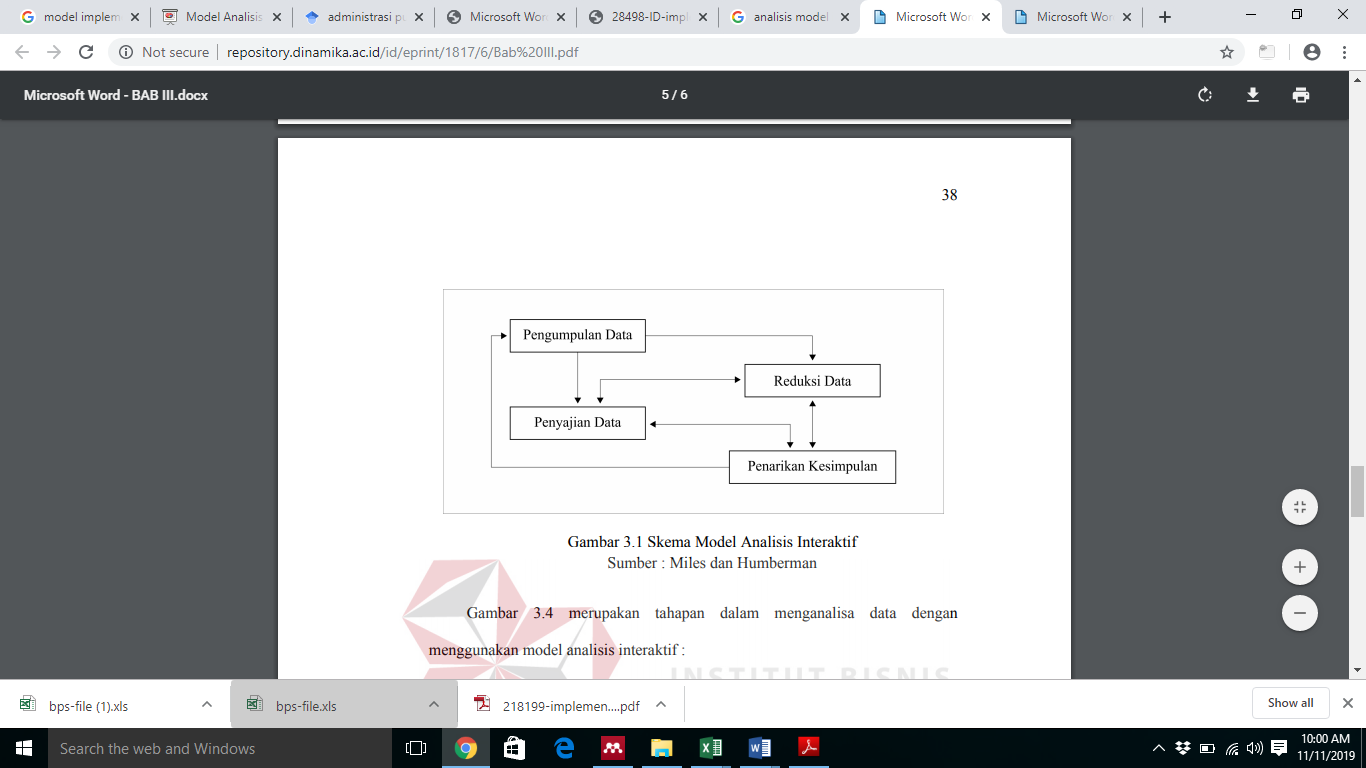 model implem
Model Analisis
administrasi pu
Microsoft Wor
28498-ID-impl
analisis model
Microsoft Wor
Microsoft Wor
Not secure
repository.dinamika.ac.id/id/eprint/1817/6/Bab%20III.pdf
Microsoft Word - BAB III.docx
5 / 6
38
Pengumpulan Data
Reduksi Data
Penyajian Data
Penarikan Kesimpulan
Gambar 3.1 Skema Model Analisis Interaktif
Sumber : Miles dan Humberman
Gambar 3.4 merupakan tahapan dalam menganalisa data dengan
menggunakan model analisis interaktif :
INSTITUT BISNIS
bps-file (1).xls
bps-file.xls
218199-implemen....pdf
Show all
Search the web and Windows
10:00 AM
11/11/2019